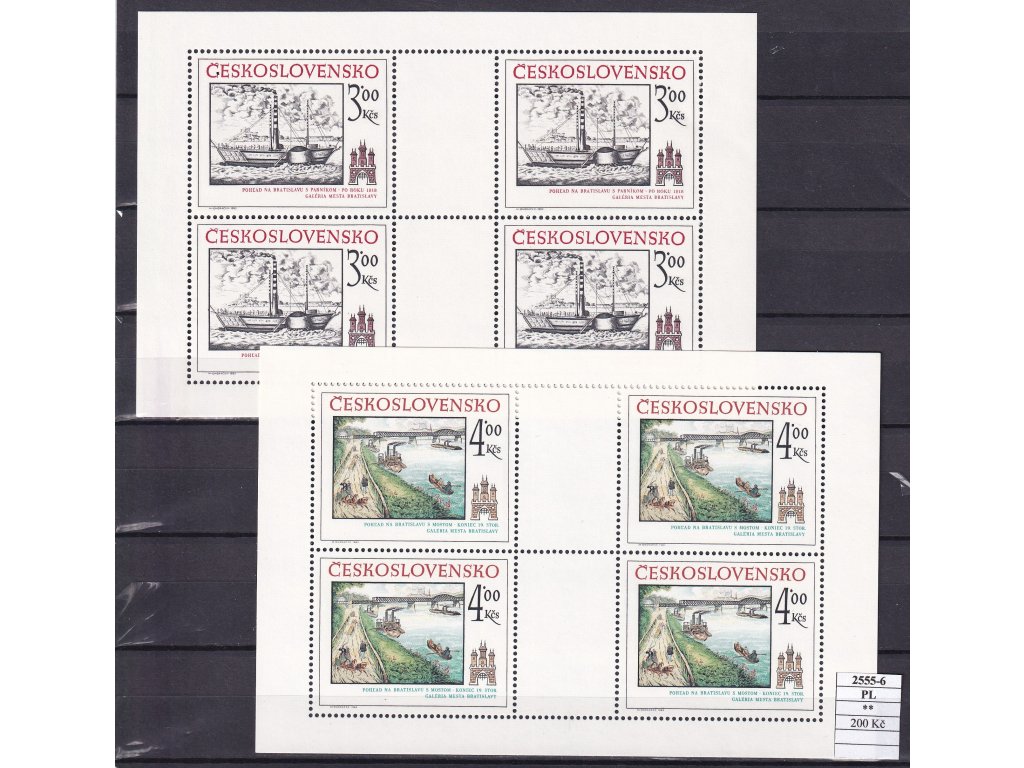 ČESKOSLOVENSKO
3'00
Kčs
POHĽAD NA BRATISLAVU S PARNÍKOM · PO ROKU 1818
GALÉRIA MESTA BRATISLAVY
ČESKOSLOVENSKO
3'00
Kčs
POHĽAD NA BRATISLAVU S PARNÍKOM · PO ROKU 1818
GALÉRIA MESTA BRATISLAVY
ČESKOSLOVENSKO
3'00
Kčs
ČESKOSLOVENSKO
3'00
Kčs
ČESKOSLOVENSKO
4'00
Kčs
POHĽAD NA BRATISLAVU S MOSTOM · KONIEC 19. STOR.
GALÉRIA MESTA BRATISLAVY
ČESKOSLOVENSKO
4'00
Kčs
POHĽAD NA BRATISLAVU S MOSTOM · KONIEC 19. STOR.
GALÉRIA MESTA BRATISLAVY
ČESKOSLOVENSKO
4'00
Kčs
POHĽAD NA BRATISLAVU S MOSTOM · KONIEC 19. STOR.
GALÉRIA MESTA BRATISLAVY
ČESKOSLOVENSKO
4'00
Kčs
POHĽAD NA BRATISLAVU S MOSTOM · KONIEC 19. STOR.
GALÉRIA MESTA BRATISLAVY
2555-6
PL
**
200 Kč